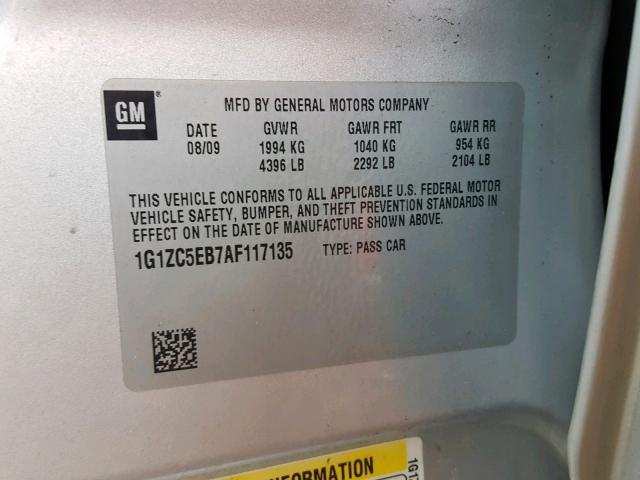 GM®
MFD BY GENERAL MOTORS COMPANY
DATE GVWR GAWR FRT GAWR RR
08/09 1994 KG 1040 KG 954 KG
4396 LB 2292 LB 2104 LB
THIS VEHICLE CONFORMS TO ALL APPLICABLE U.S. FEDERAL MOTOR
VEHICLE SAFETY, BUMPER, AND THEFT PREVENTION STANDARDS IN
EFFECT ON THE DATE OF MANUFACTURE SHOWN ABOVE.
1G1ZC5EB7AF117135 TYPE: PASS CAR